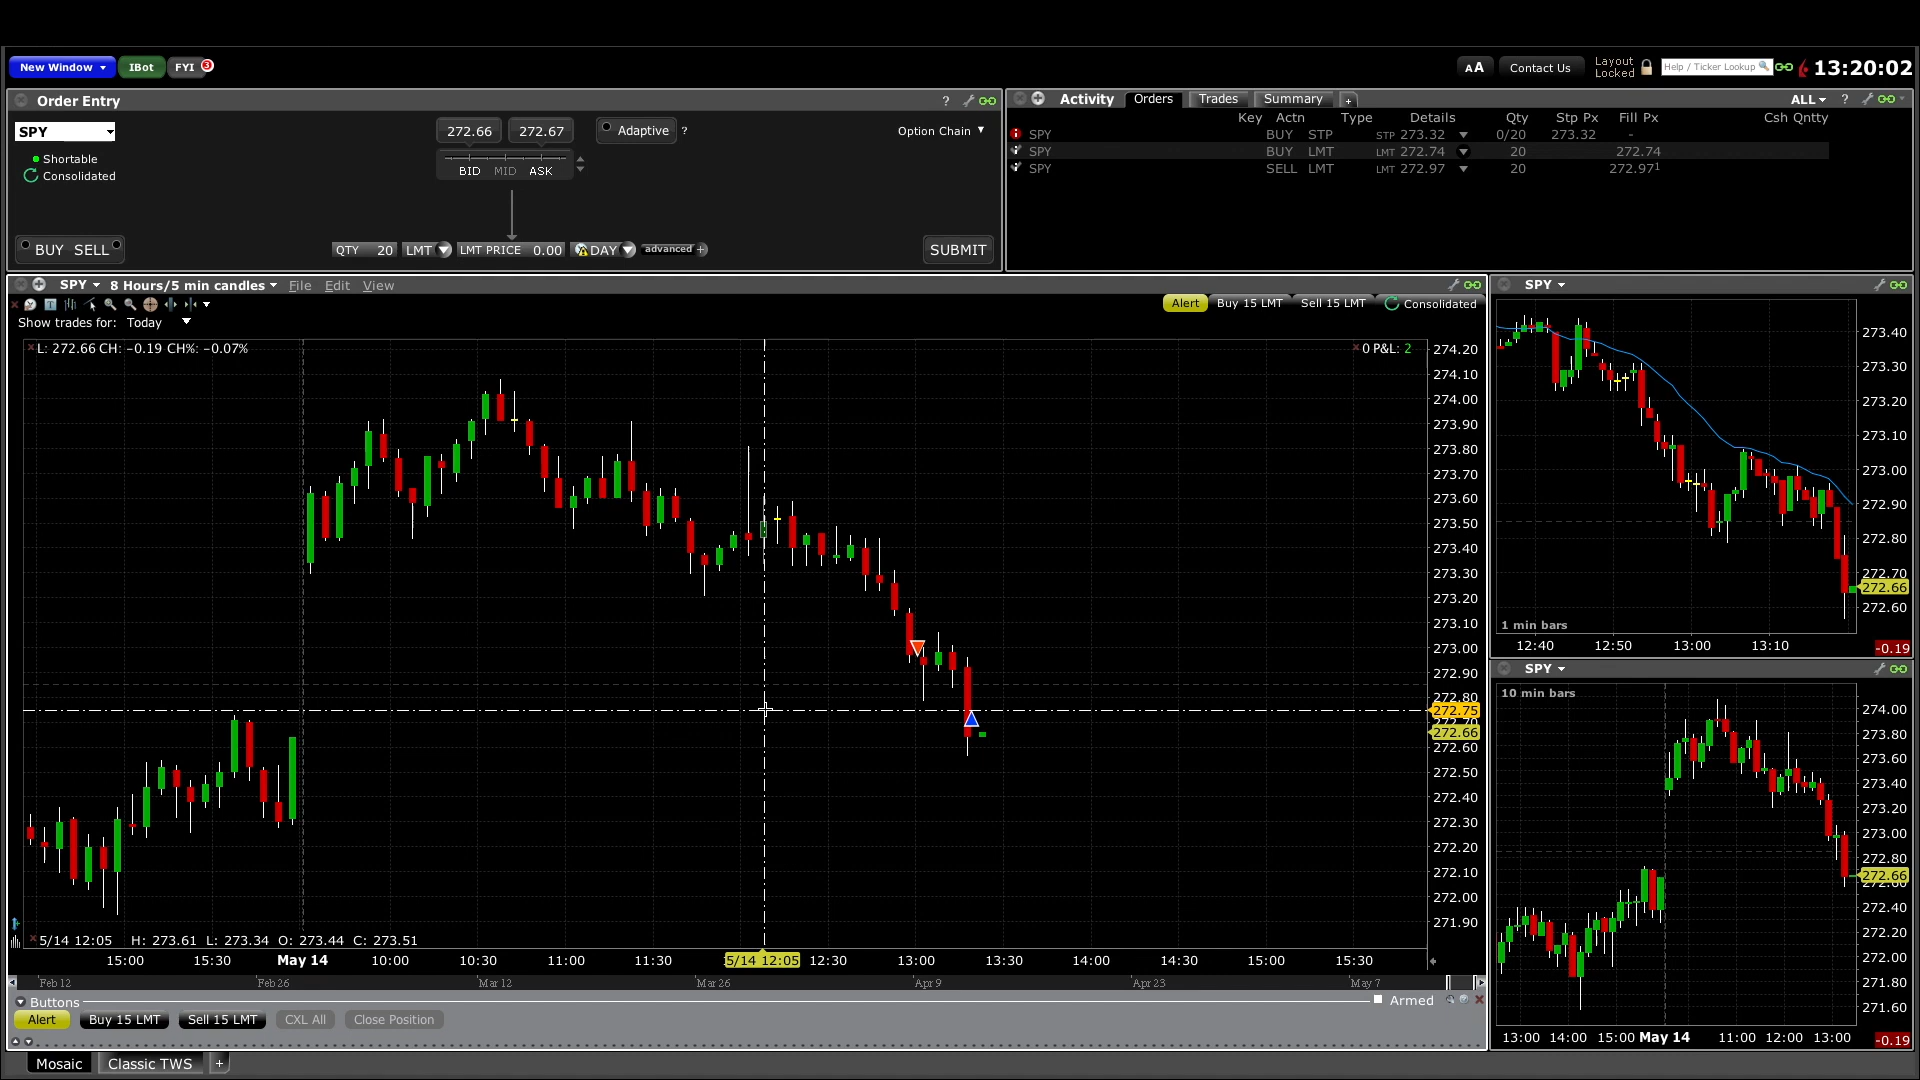 New Window IBot FYI 3 AA Contact Us Layout Locked Help / Ticker Lookup 13:20:02
Order Entry ?
SPY 272.66 272.67 Adaptive ? Option Chain
Shortable
Consolidated BID MID ASK
BUY SELL QTY 20 LMT LMT PRICE 0.00 DAY advanced + SUBMIT
Activity Orders Trades Summary + ALL ?
Key Actn Type Details Qty Stp Px Fill Px Csh Qntty
SPY BUY STP STP 273.32 0/20 273.32 -
SPY BUY LMT LMT 272.74 20 272.74
SPY SELL LMT LMT 272.97 20 272.97¹
SPY 8 Hours/5 min candles File Edit View
Alert Buy 15 LMT Sell 15 LMT Consolidated
Show trades for: Today
L: 272.66 CH: −0.19 CH%: −0.07% 0 P&L: 2
274.20
274.10
274.00
273.90
273.80
273.70
273.60
273.50
273.40
273.30
273.20
273.10
273.00
272.90
272.80
272.75
272.70
272.66
272.60
272.50
272.40
272.30
272.20
272.10
272.00
271.90
5/14 12:05 H: 273.61 L: 273.34 O: 273.44 C: 273.51
15:00 15:30 May 14 10:00 10:30 11:00 11:30 5/14 12:05 12:30 13:00 13:30 14:00 14:30 15:00 15:30
Feb 12 Feb 26 Mar 12 Mar 26 Apr 9 Apr 23 May 7
Buttons Armed
Alert Buy 15 LMT Sell 15 LMT CXL All Close Position
SPY
273.40
273.30
273.20
273.10
273.00
272.90
272.80
272.70
272.66
272.60
1 min bars
12:40 12:50 13:00 13:10 -0.19
SPY
10 min bars
274.00
273.80
273.60
273.40
273.20
273.00
272.80
272.66
272.60
272.40
272.20
272.00
271.80
271.60
13:00 14:00 15:00 May 14 11:00 12:00 13:00 -0.19
Mosaic Classic TWS +